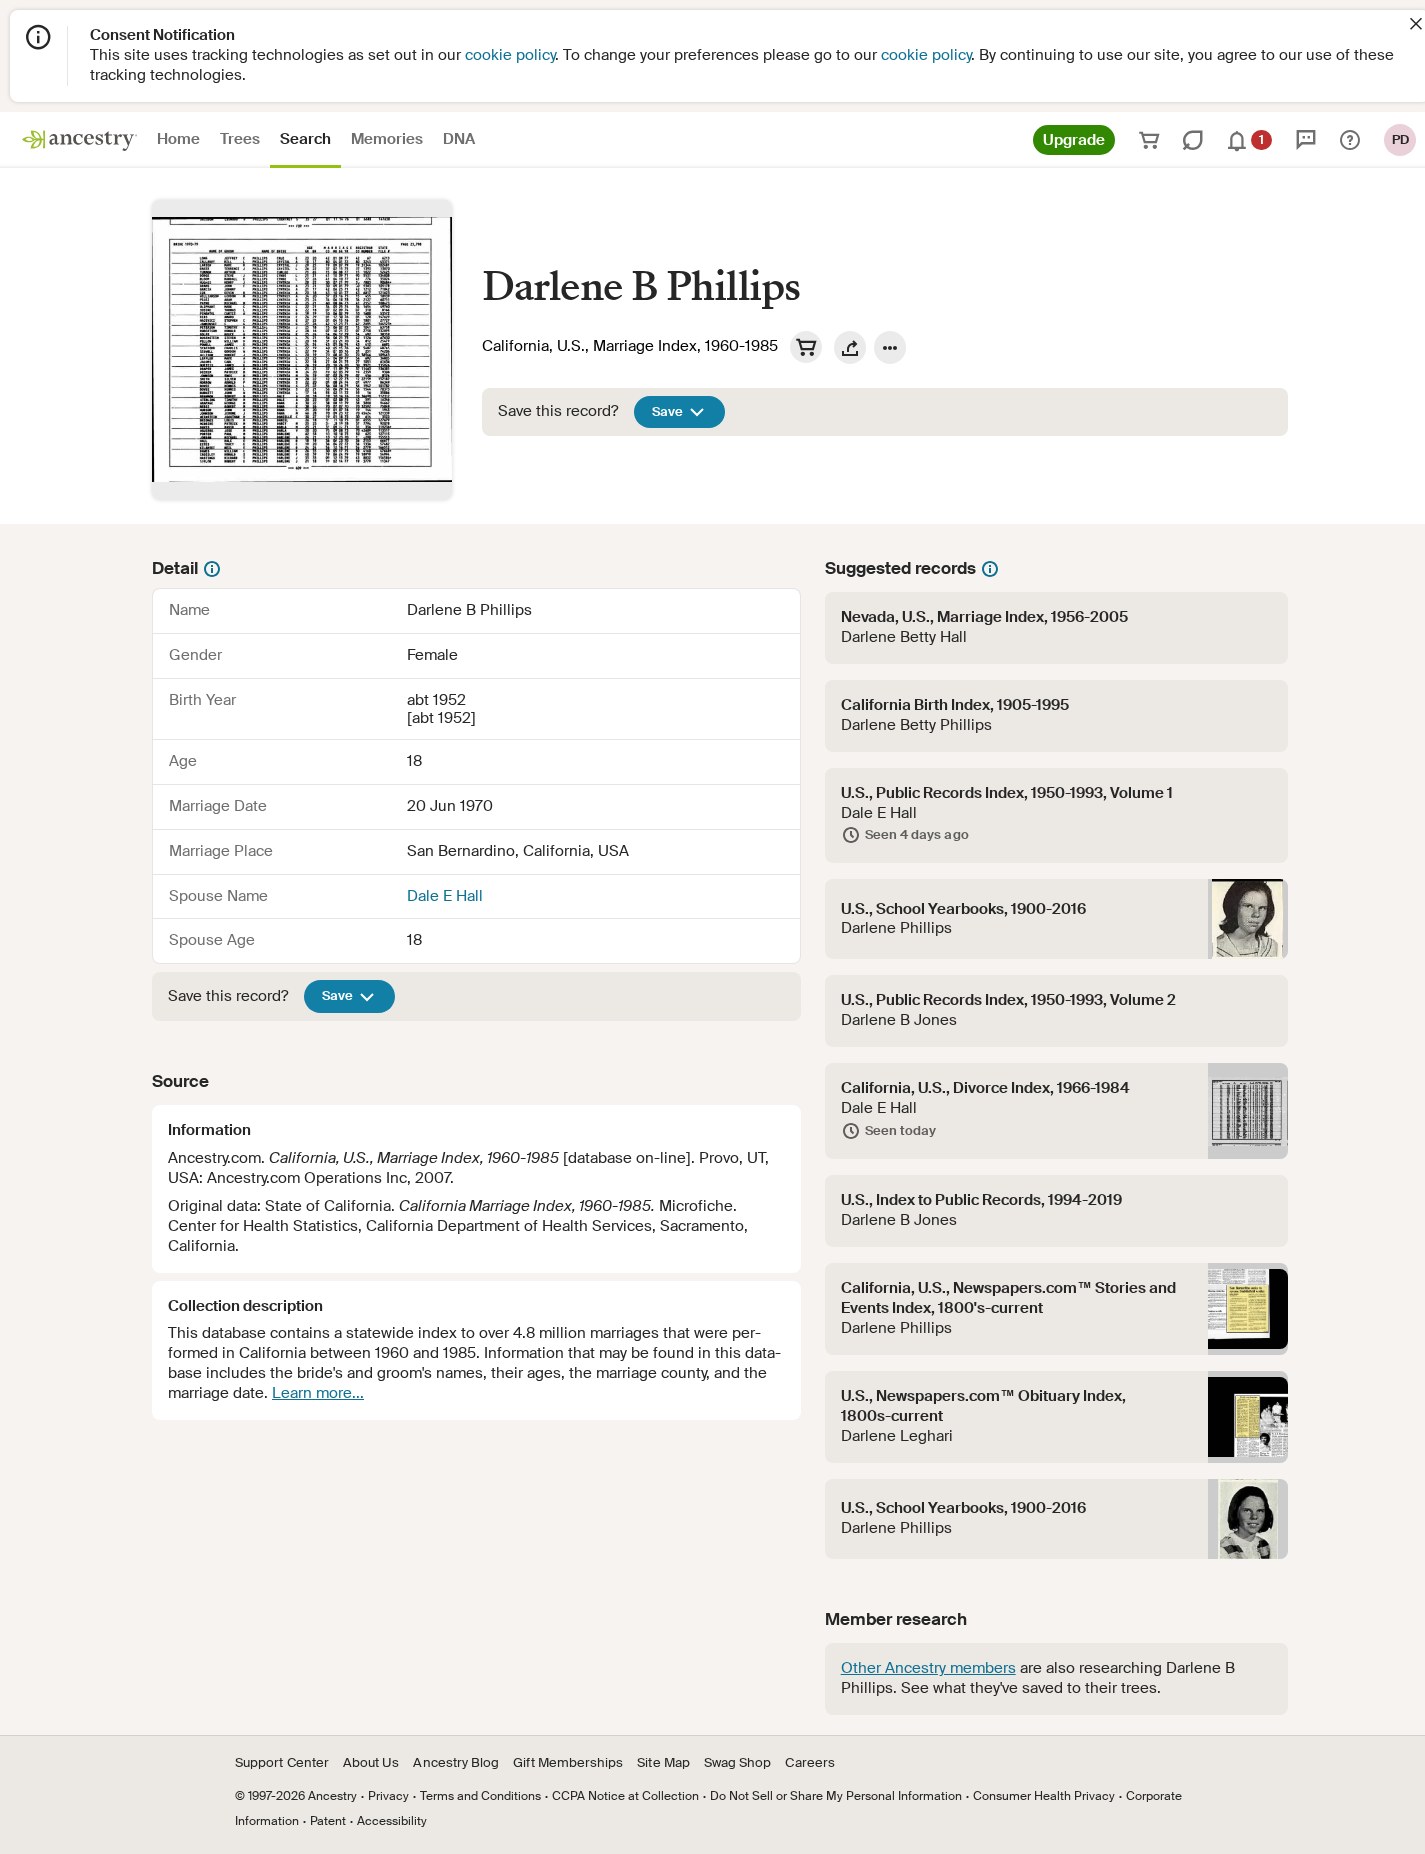 Consent Notification
This site uses tracking technologies as set out in our cookie policy. To change your preferences please go to our cookie policy. By continuing to use our site, you agree to our use of these
tracking technologies.
ancestry Home Trees Search Memories DNA Upgrade 1 PD
Darlene B Phillips
California, U.S., Marriage Index, 1960-1985
Save this record? Save
Detail
Name Darlene B Phillips
Gender Female
Birth Year abt 1952
[abt 1952]
Age 18
Marriage Date 20 Jun 1970
Marriage Place San Bernardino, California, USA
Spouse Name Dale E Hall
Spouse Age 18
Save this record? Save
Source
Information
Ancestry.com. California, U.S., Marriage Index, 1960-1985 [database on-line]. Provo, UT,
USA: Ancestry.com Operations Inc, 2007.
Original data: State of California. California Marriage Index, 1960-1985. Microfiche.
Center for Health Statistics, California Department of Health Services, Sacramento,
California.
Collection description
This database contains a statewide index to over 4.8 million marriages that were per-
formed in California between 1960 and 1985. Information that may be found in this data-
base includes the bride's and groom's names, their ages, the marriage county, and the
marriage date. Learn more...
Suggested records
Nevada, U.S., Marriage Index, 1956-2005
Darlene Betty Hall
California Birth Index, 1905-1995
Darlene Betty Phillips
U.S., Public Records Index, 1950-1993, Volume 1
Dale E Hall
Seen 4 days ago
U.S., School Yearbooks, 1900-2016
Darlene Phillips
U.S., Public Records Index, 1950-1993, Volume 2
Darlene B Jones
California, U.S., Divorce Index, 1966-1984
Dale E Hall
Seen today
U.S., Index to Public Records, 1994-2019
Darlene B Jones
California, U.S., Newspapers.com™ Stories and
Events Index, 1800's-current
Darlene Phillips
U.S., Newspapers.com™ Obituary Index,
1800s-current
Darlene Leghari
U.S., School Yearbooks, 1900-2016
Darlene Phillips
Member research
Other Ancestry members are also researching Darlene B
Phillips. See what they've saved to their trees.
Support Center About Us Ancestry Blog Gift Memberships Site Map Swag Shop Careers
© 1997-2026 Ancestry • Privacy • Terms and Conditions • CCPA Notice at Collection • Do Not Sell or Share My Personal Information • Consumer Health Privacy • Corporate
Information • Patent • Accessibility